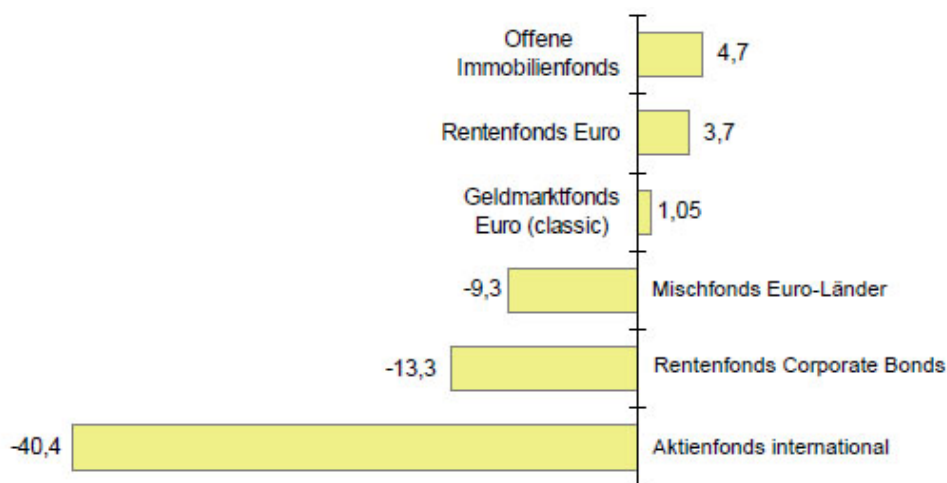 Offene
Immobilienfonds
4,7
Rentenfonds Euro
3,7
Geldmarktfonds
Euro (classic)
1,05
-9,3
Mischfonds Euro-Länder
-13,3
Rentenfonds Corporate Bonds
-40,4
Aktienfonds international